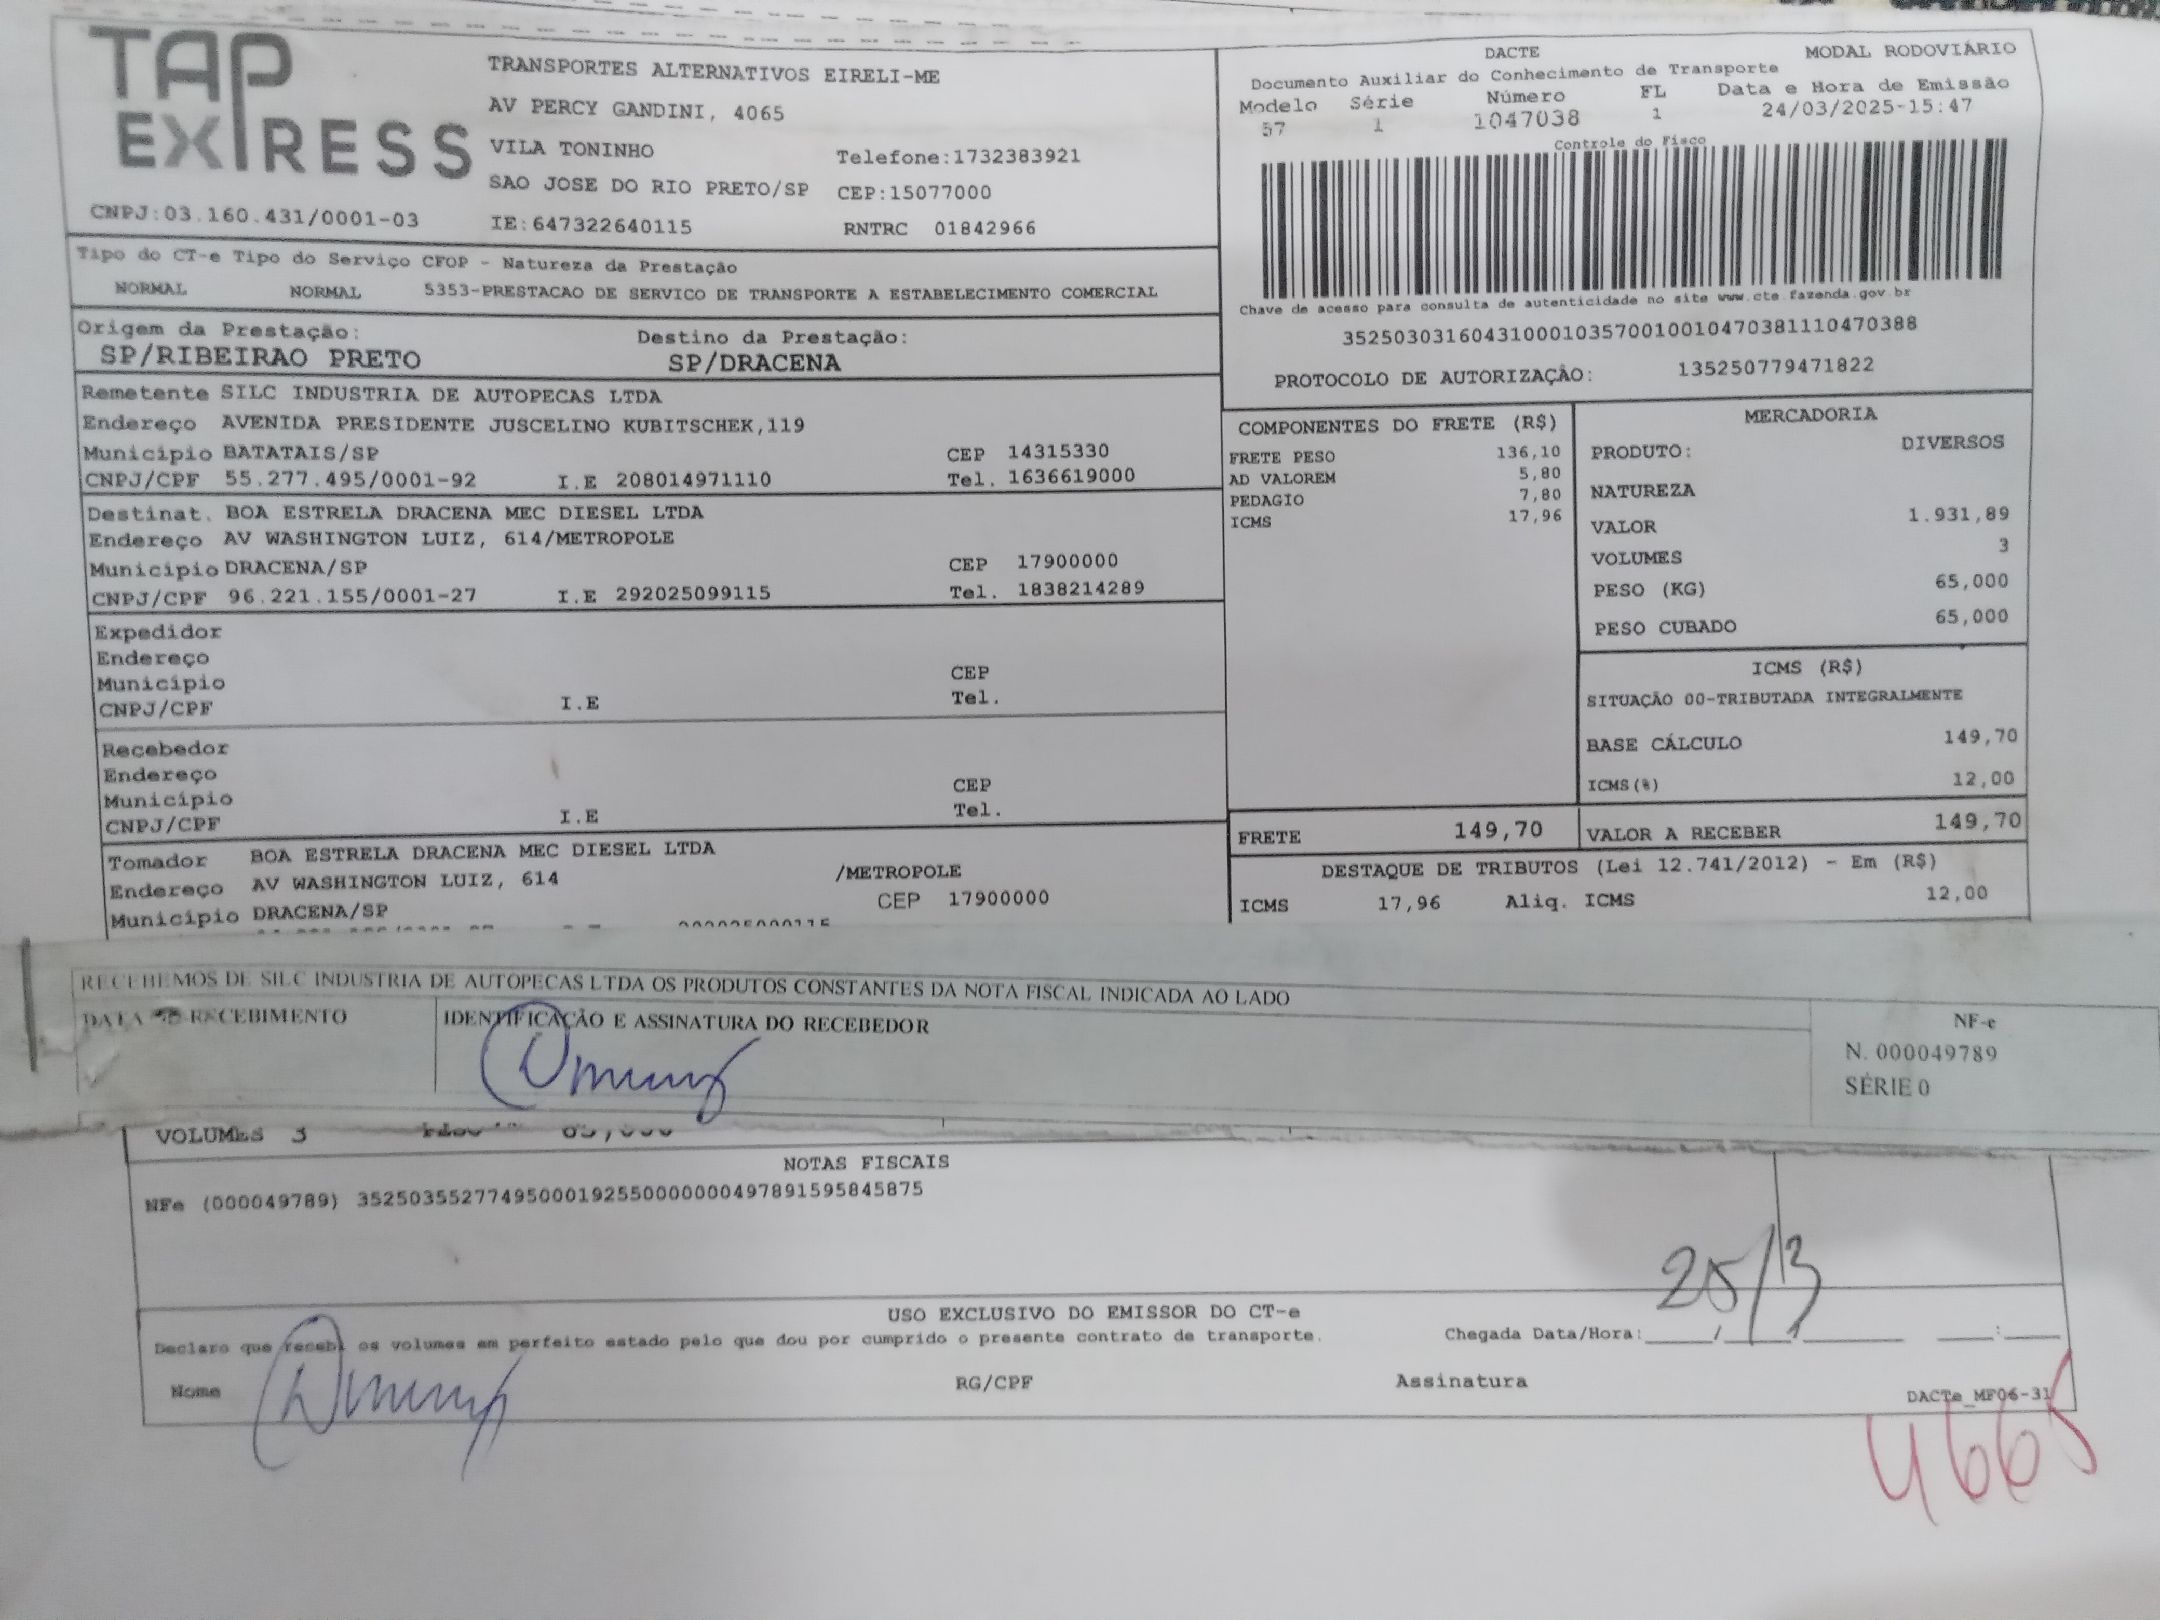 TAP EXPRESS
CNPJ:03.160.431/0001-03
TRANSPORTES ALTERNATIVOS EIRELI-ME
AV PERCY GANDINI, 4065
VILA TONINHO Telefone:1732383921
SAO JOSE DO RIO PRETO/SP CEP:15077000
IE:647322640115 RNTRC 01842966
DACTE MODAL RODOVIÁRIO
Documento Auxiliar do Conhecimento de Transporte
Modelo Série Número FL Data e Hora de Emissão
57 1 1047038 1 24/03/2025-15:47
Controle do Fisco
Chave de acesso para consulta de autenticidade no site www.cte.fazenda.gov.br
35250303160431000103570010010470381110470388
PROTOCOLO DE AUTORIZAÇÃO: 135250779471822
Tipo do CT-e Tipo do Serviço CFOP - Natureza da Prestação
NORMAL NORMAL 5353-PRESTACAO DE SERVICO DE TRANSPORTE A ESTABELECIMENTO COMERCIAL
Origem da Prestação: Destino da Prestação:
SP/RIBEIRAO PRETO SP/DRACENA
Remetente SILC INDUSTRIA DE AUTOPECAS LTDA
Endereço AVENIDA PRESIDENTE JUSCELINO KUBITSCHEK,119
Município BATATAIS/SP CEP 14315330
CNPJ/CPF 55.277.495/0001-92 I.E 208014971110 Tel. 1636619000
Destinat. BOA ESTRELA DRACENA MEC DIESEL LTDA
Endereço AV WASHINGTON LUIZ, 614/METROPOLE
Município DRACENA/SP CEP 17900000
CNPJ/CPF 96.221.155/0001-27 I.E 292025099115 Tel. 1838214289
Expedidor
Endereço
Município CEP
CNPJ/CPF I.E Tel.
Recebedor
Endereço
Município CEP
CNPJ/CPF I.E Tel.
Tomador BOA ESTRELA DRACENA MEC DIESEL LTDA
Endereço AV WASHINGTON LUIZ, 614 /METROPOLE
Município DRACENA/SP CEP 17900000
COMPONENTES DO FRETE (R$)
FRETE PESO 136,10
AD VALOREM 5,80
PEDAGIO 7,80
ICMS 17,96
MERCADORIA
PRODUTO: DIVERSOS
NATUREZA
VALOR 1.931,89
VOLUMES 3
PESO (KG) 65,000
PESO CUBADO 65,000
ICMS (R$)
SITUAÇÃO 00-TRIBUTADA INTEGRALMENTE
BASE CÁLCULO 149,70
ICMS(%) 12,00
FRETE 149,70 VALOR A RECEBER 149,70
DESTAQUE DE TRIBUTOS (Lei 12.741/2012) - Em (R$)
ICMS 17,96 Aliq. ICMS 12,00
RECEBEMOS DE SILC INDUSTRIA DE AUTOPECAS LTDA OS PRODUTOS CONSTANTES DA NOTA FISCAL INDICADA AO LADO
DATA DE RECEBIMENTO IDENTIFICAÇÃO E ASSINATURA DO RECEBEDOR
NF-e
N. 000049789
SÉRIE 0
VOLUMES 3
NOTAS FISCAIS
NFe (000049789) 35250355277495000192550000000497891595845875
25/3
USO EXCLUSIVO DO EMISSOR DO CT-e
Declaro que recebi os volumes em perfeito estado pelo que dou por cumprido o presente contrato de transporte. Chegada Data/Hora:____/____/______ ___:___
Nome RG/CPF Assinatura
DACTe_MF06-31
4665